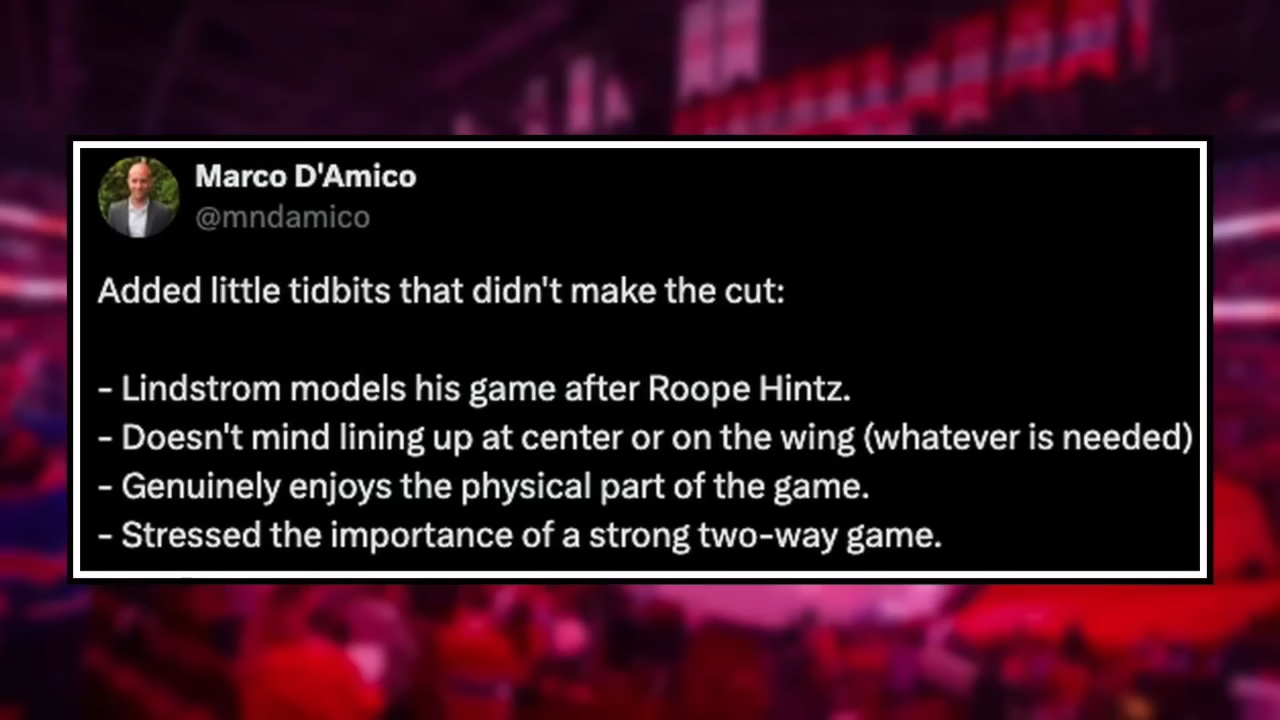 Marco D'Amico
@mndamico
Added little tidbits that didn't make the cut:
- Lindstrom models his game after Roope Hintz.
- Doesn't mind lining up at center or on the wing (whatever is needed)
- Genuinely enjoys the physical part of the game.
- Stressed the importance of a strong two-way game.